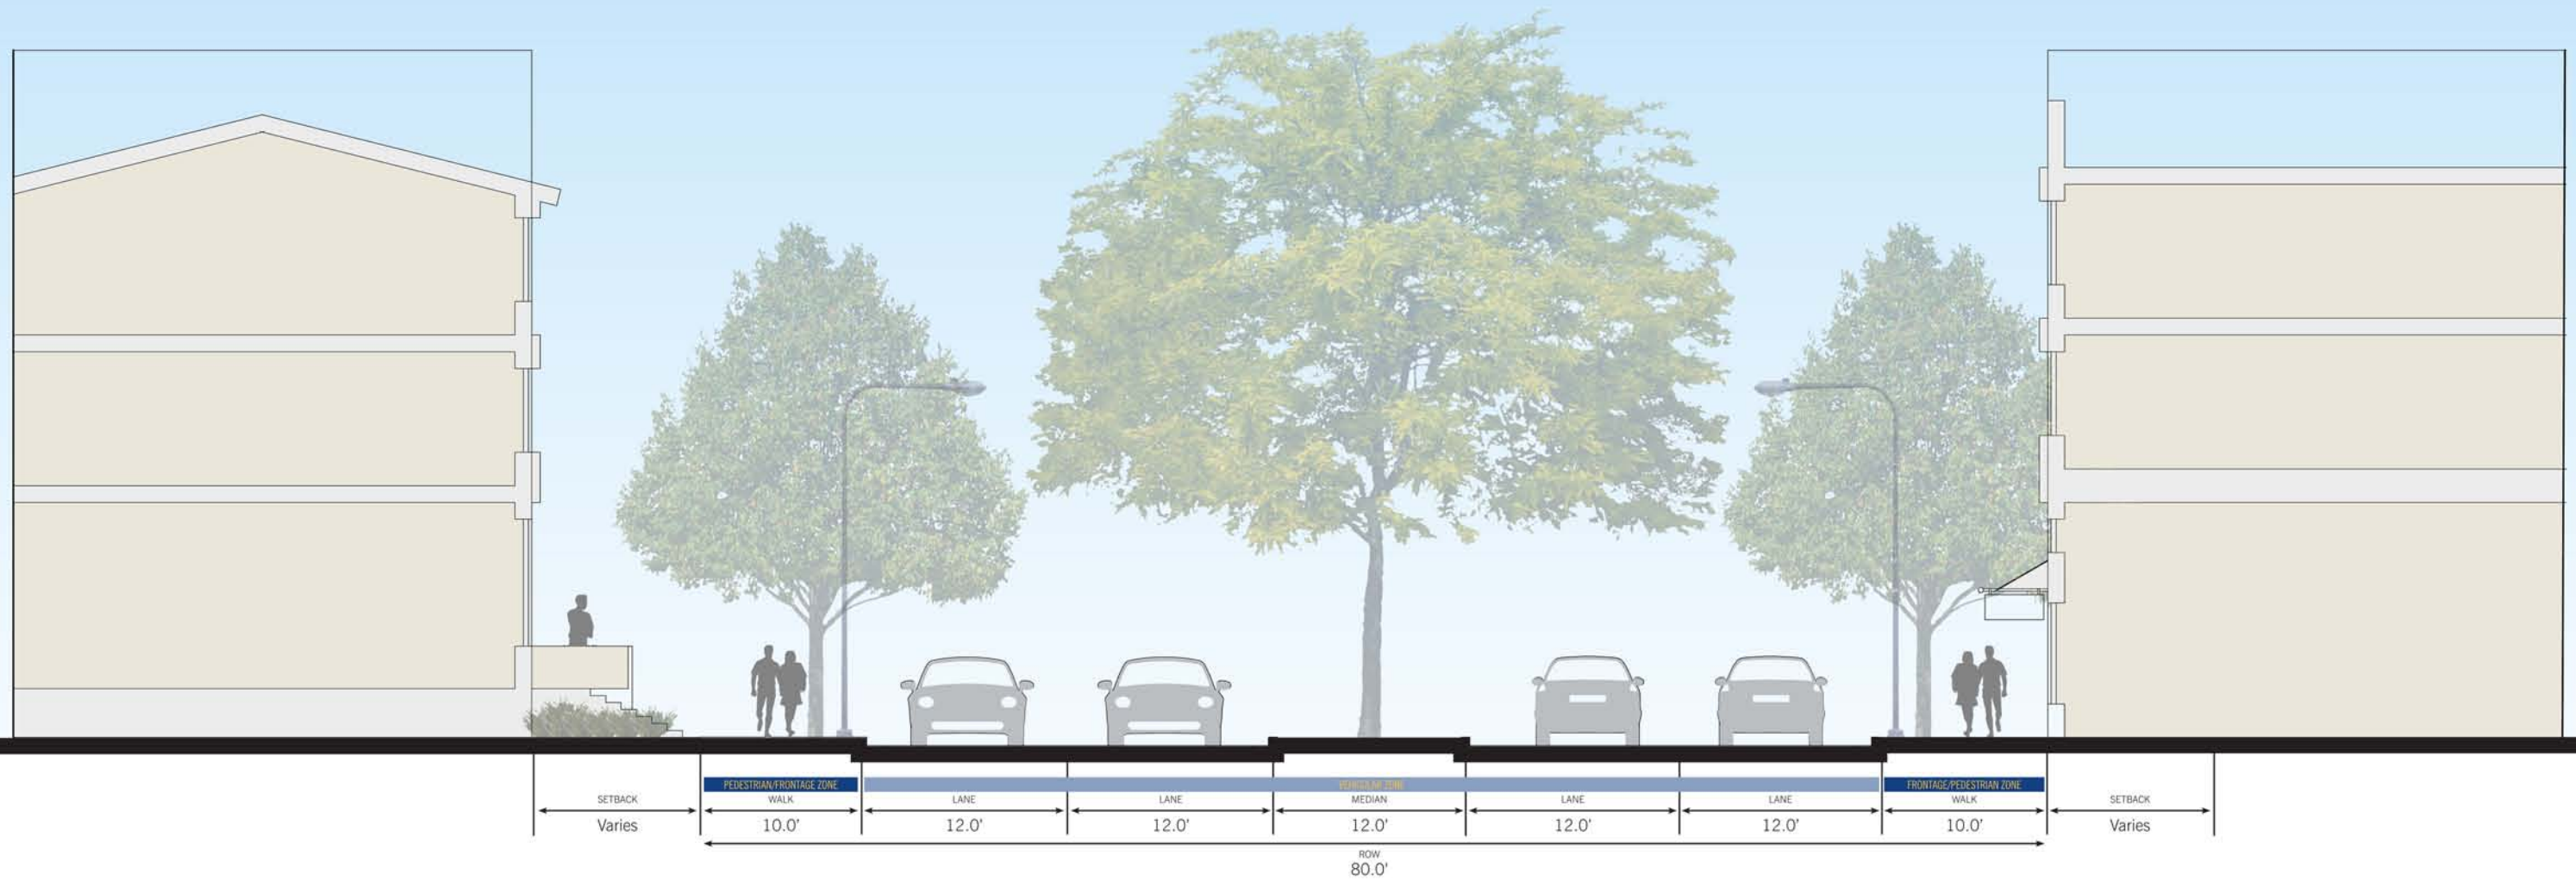 PEDESTRIAN/FRONTAGE ZONE
VEHICULAR ZONE
FRONTAGE/PEDESTRIAN ZONE
SETBACK
WALK
LANE
LANE
MEDIAN
LANE
LANE
WALK
SETBACK
Varies
10.0'
12.0'
12.0'
12.0'
12.0'
12.0'
10.0'
Varies
ROW
80.0'